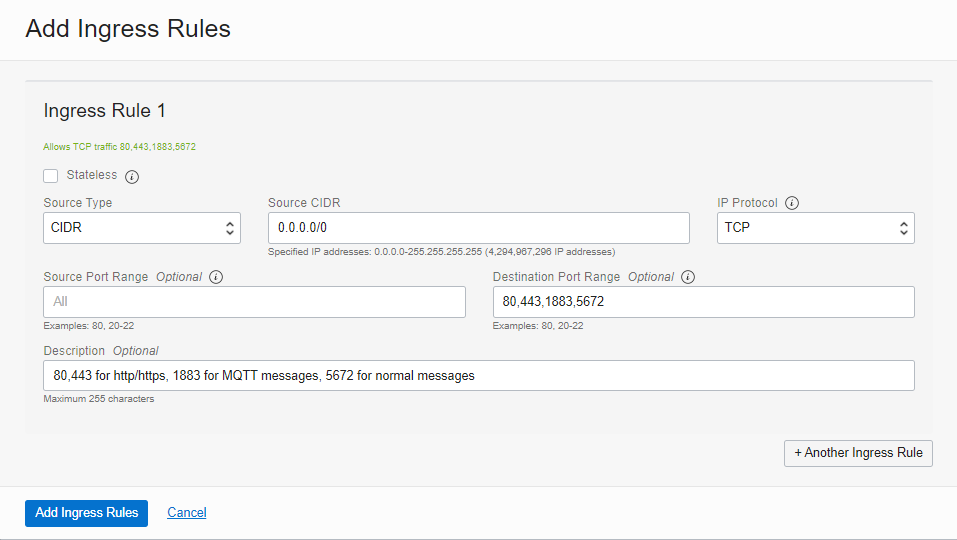 Add Ingress Rules
Ingress Rule 1
Allows TCP traffic 80,443,1883,5672
Stateless
Source Type
Source CIDR
IP Protocol
CIDR
0.0.0.0/0
TCP
Specified IP addresses: 0.0.0.0-255.255.255.255 (4,294,967,296 IP addresses)
Source Port Range Optional
Destination Port Range Optional
All
80,443,1883,5672
Examples: 80, 20-22
Examples: 80, 20-22
Description Optional
80,443 for http/https, 1883 for MQTT messages, 5672 for normal messages
Maximum 255 characters
+ Another Ingress Rule
Add Ingress Rules
Cancel